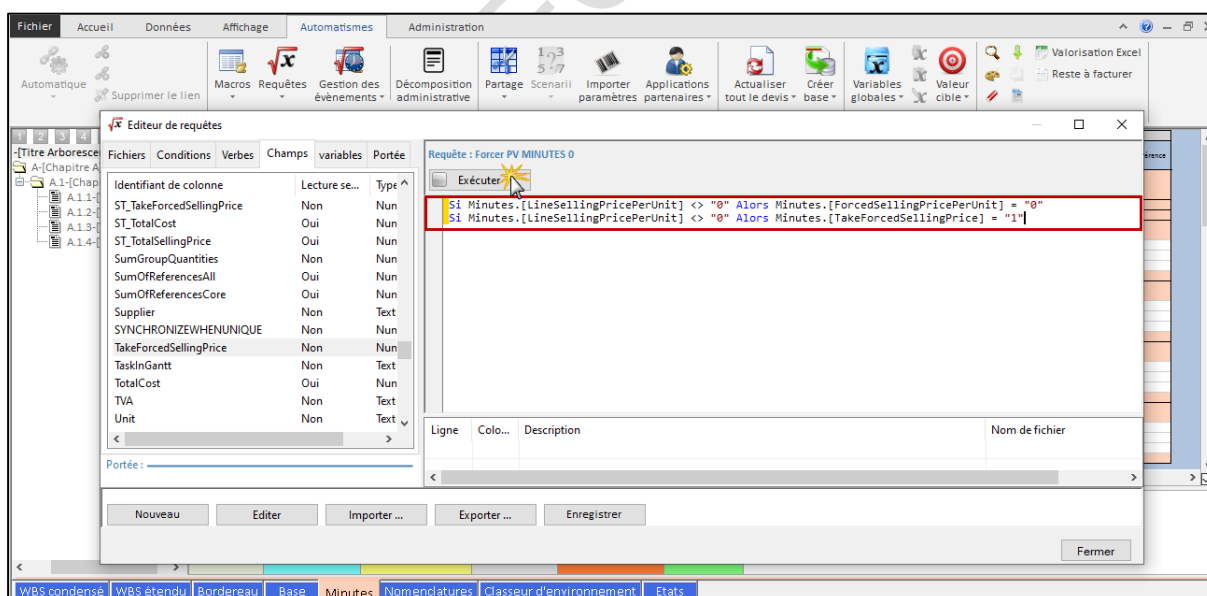 Fichier Accueil Données Affichage Automatismes Administration
Valorisation Excel
Reste à facturer
Automatique Supprimer le lien Macros Requêtes Gestion des évènements Décomposition administrative Partage Scenarii Importer paramètres Applications partenaires Actualiser tout le devis Créer base Variables globales Valeur cible
1 2 3 4
Editeur de requêtes
-[Titre Arboresce
A-[Chapitre A
A.1-[Chap
A.1.1-[
A.1.2-[
A.1.3-[
A.1.4-[
érence
Fichiers Conditions Verbes Champs variables Portée
Identifiant de colonne Lecture se... Type
ST_TakeForcedSellingPrice Non Nun
ST_TotalCost Oui Nun
ST_TotalSellingPrice Oui Nun
SumGroupQuantities Non Nun
SumOfReferencesAll Oui Nun
SumOfReferencesCore Oui Nun
Supplier Non Text
SYNCHRONIZEWHENUNIQUE Non Nun
TakeForcedSellingPrice Non Nun
TaskInGantt Non Text
TotalCost Oui Nun
TVA Non Text
Unit Non Text
Portée :
Requête : Forcer PV MINUTES 0
Exécuter
Si Minutes.[LineSellingPricePerUnit] <> "0" Alors Minutes.[ForcedSellingPricePerUnit] = "0"
Si Minutes.[LineSellingPricePerUnit] <> "0" Alors Minutes.[TakeForcedSellingPrice] = "1"
Ligne Colo... Description Nom de fichier
Nouveau Editer Importer ... Exporter ... Enregistrer
Fermer
WBS condensé WBS étendu Bordereau Base Minutes Nomenclatures Classeur d'environnement Etats